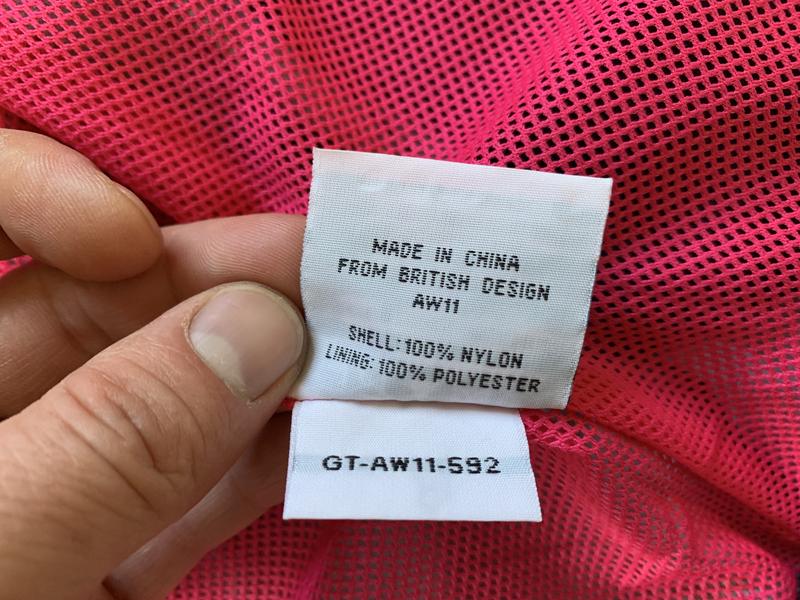 MADE IN CHINA
FROM BRITISH DESIGN
AW11
SHELL: 100% NYLON
LINING: 100% POLYESTER
GT-AW11-592